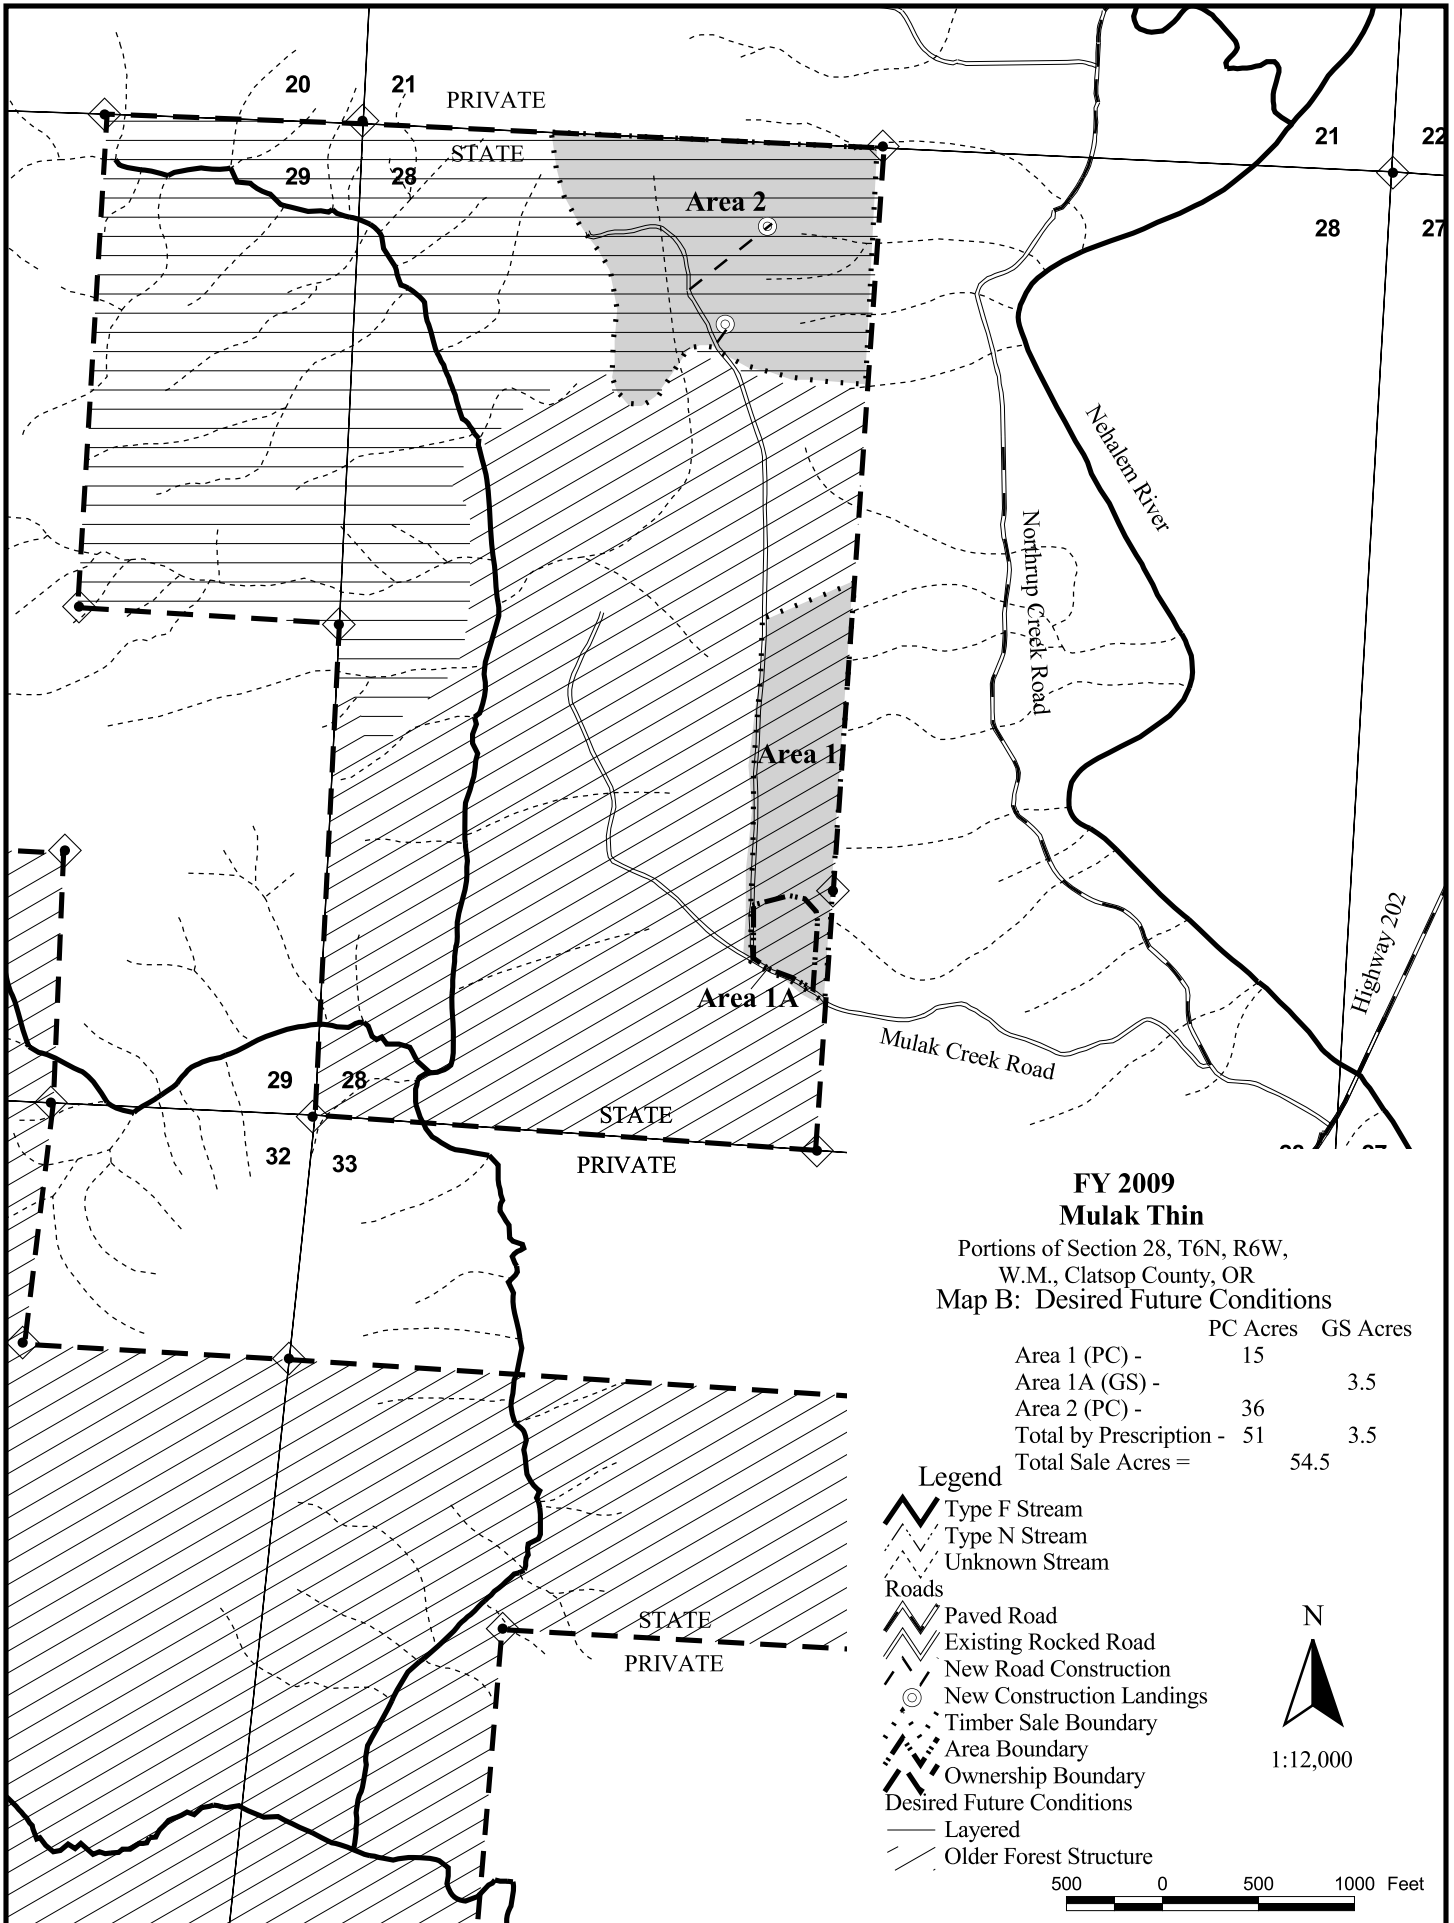 20 21
PRIVATE
STATE
29 28
21 22
28 27
Area 2
Nehalem River
Northrup Creek Road
Area 1
Area 1A
Highway 202
Mulak Creek Road
29 28
STATE
32 33
PRIVATE
FY 2009
Mulak Thin
Portions of Section 28, T6N, R6W,
W.M., Clatsop County, OR
Map B: Desired Future Conditions
PC Acres GS Acres
Area 1 (PC) - 15
Area 1A (GS) - 3.5
Area 2 (PC) - 36
Total by Prescription - 51 3.5
Total Sale Acres = 54.5
Legend
Type F Stream
Type N Stream
Unknown Stream
Roads
Paved Road
Existing Rocked Road
New Road Construction
New Construction Landings
Timber Sale Boundary
Area Boundary
Ownership Boundary
Desired Future Conditions
Layered
Older Forest Structure
STATE
PRIVATE
N
1:12,000
500 0 500 1000 Feet